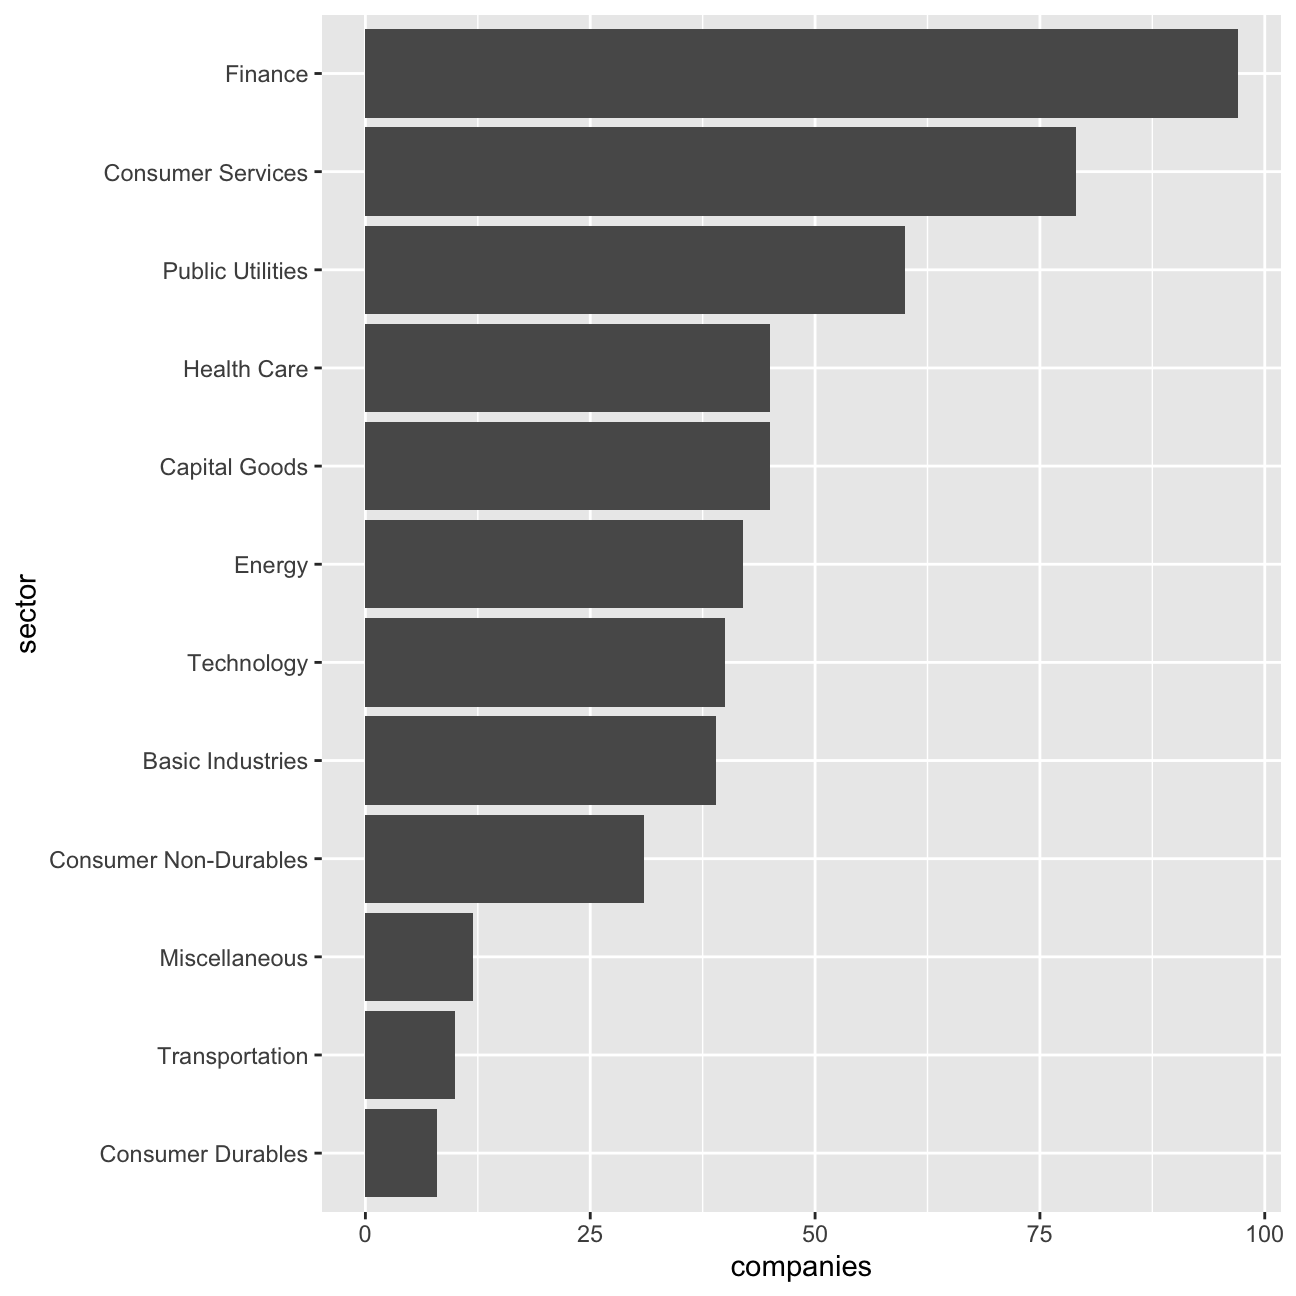 Finance
Consumer Services
Public Utilities
Health Care
Capital Goods
Energy
Technology
Basic Industries
Consumer Non-Durables
Miscellaneous
Transportation
Consumer Durables
sector
0 25 50 75 100
companies